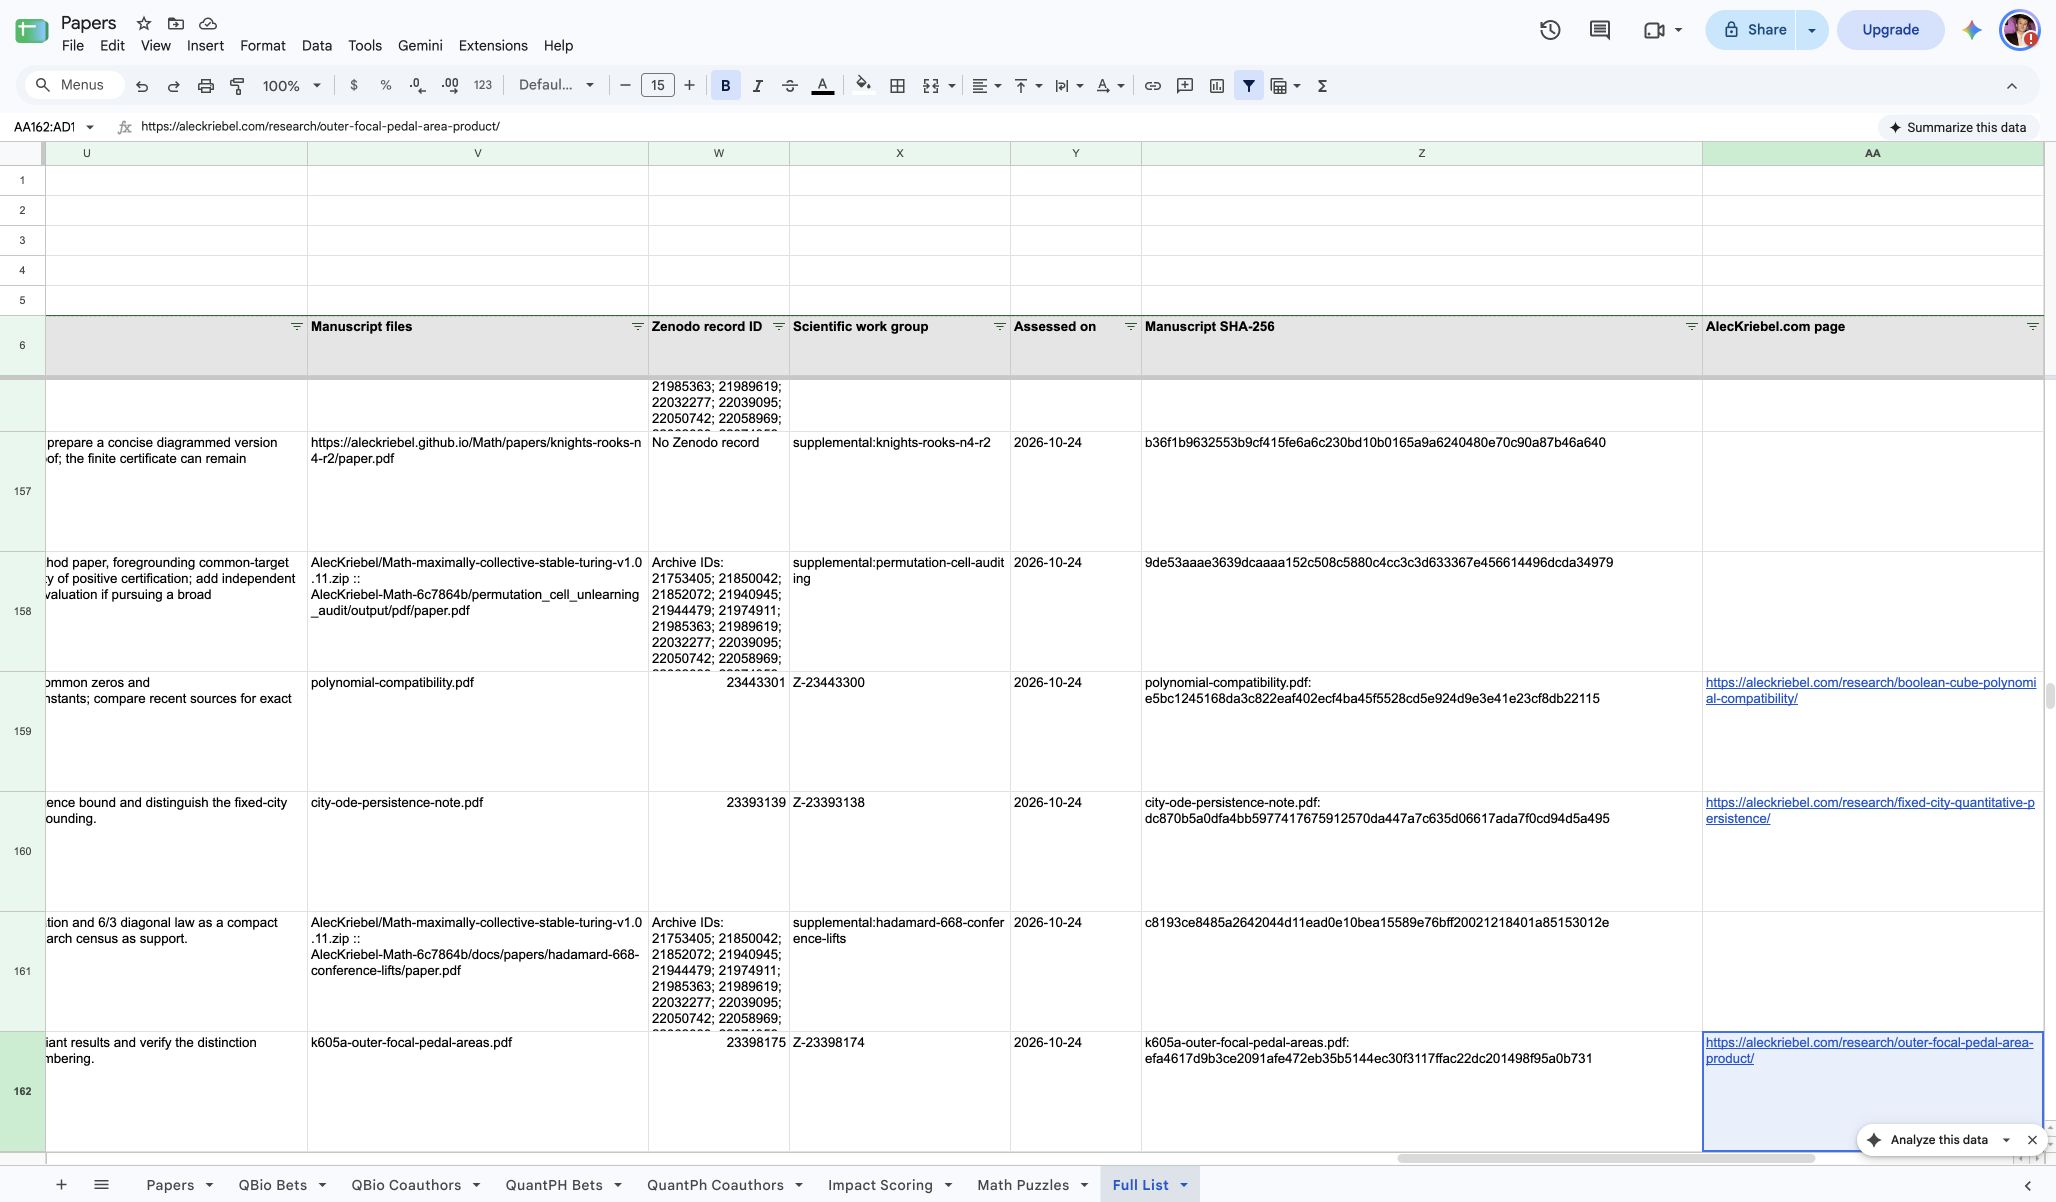 Papers
File Edit View Insert Format Data Tools Gemini Extensions Help
Share
Upgrade
Menus
100%
$ % .0 .00 123
Defaul...
15
B I A
Σ
AA162:AD1
fx https://aleckriebel.com/research/outer-focal-pedal-area-product/
Summarize this data
U V W X Y Z AA
1
2
3
4
5
6
Manuscript files
Zenodo record ID
Scientific work group
Assessed on
Manuscript SHA-256
AlecKriebel.com page
21985363; 21989619;
22032277; 22039095;
22050742; 22058969;
157
prepare a concise diagrammed version
of; the finite certificate can remain
https://aleckriebel.github.io/Math/papers/knights-rooks-n
4-r2/paper.pdf
No Zenodo record
supplemental:knights-rooks-n4-r2
2026-10-24
b36f1b9632553b9cf415fe6a6c230bd10b0165a9a6240480e70c90a87b46a640
158
hod paper, foregrounding common-target
y of positive certification; add independent
valuation if pursuing a broad
AlecKriebel/Math-maximally-collective-stable-turing-v1.0
.11.zip ::
AlecKriebel-Math-6c7864b/permutation_cell_unlearning
_audit/output/pdf/paper.pdf
Archive IDs:
21753405; 21850042;
21852072; 21940945;
21944479; 21974911;
21985363; 21989619;
22032277; 22039095;
22050742; 22058969;
supplemental:permutation-cell-audit
ing
2026-10-24
9de53aaae3639dcaaaa152c508c5880c4cc3c3d633367e456614496dcda34979
159
ommon zeros and
nstants; compare recent sources for exact
polynomial-compatibility.pdf
23443301
Z-23443300
2026-10-24
polynomial-compatibility.pdf:
e5bc1245168da3c822eaf402ecf4ba45f5528cd5e924d9e3e41e23cf8db22115
https://aleckriebel.com/research/boolean-cube-polynomi
al-compatibility/
160
ence bound and distinguish the fixed-city
ounding.
city-ode-persistence-note.pdf
23393139
Z-23393138
2026-10-24
city-ode-persistence-note.pdf:
dc870b5a0dfa4bb5977417675912570da447a7c635d06617ada7f0cd94d5a495
https://aleckriebel.com/research/fixed-city-quantitative-p
ersistence/
161
tion and 6/3 diagonal law as a compact
arch census as support.
AlecKriebel/Math-maximally-collective-stable-turing-v1.0
.11.zip ::
AlecKriebel-Math-6c7864b/docs/papers/hadamard-668-
conference-lifts/paper.pdf
Archive IDs:
21753405; 21850042;
21852072; 21940945;
21944479; 21974911;
21985363; 21989619;
22032277; 22039095;
22050742; 22058969;
supplemental:hadamard-668-confer
ence-lifts
2026-10-24
c8193ce8485a2642044d11ead0e10bea15589e76bff20021218401a85153012e
162
iant results and verify the distinction
mbering.
k605a-outer-focal-pedal-areas.pdf
23398175
Z-23398174
2026-10-24
k605a-outer-focal-pedal-areas.pdf:
efa4617d9b3ce2091afe472eb35b5144ec30f3117ffac22dc201498f95a0b731
https://aleckriebel.com/research/outer-focal-pedal-area-
product/
Analyze this data
Papers QBio Bets QBio Coauthors QuantPH Bets QuantPh Coauthors Impact Scoring Math Puzzles Full List